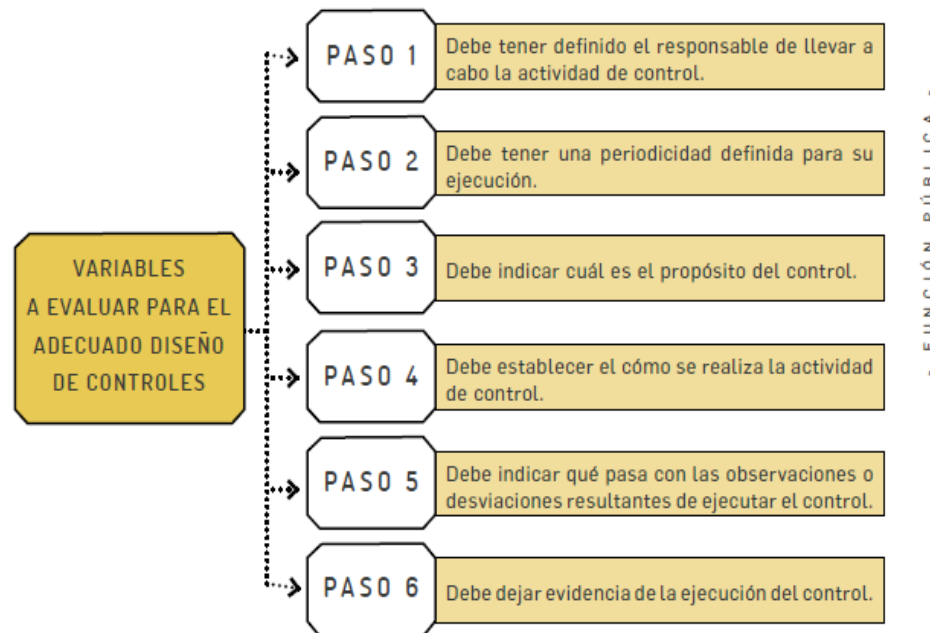 VARIABLES
A EVALUAR PARA EL
ADECUADO DISEÑO
DE CONTROLES
PASO 1
Debe tener definido el responsable de llevar a
cabo la actividad de control.
PASO 2
Debe tener una periodicidad definida para su
ejecución.
PASO 3
Debe indicar cuál es el propósito del control.
PASO 4
Debe establecer el cómo se realiza la actividad
de control.
PASO 5
Debe indicar qué pasa con las observaciones o
desviaciones resultantes de ejecutar el control.
PASO 6
Debe dejar evidencia de la ejecución del control.
- FUNCIÓN PÚBLICA -